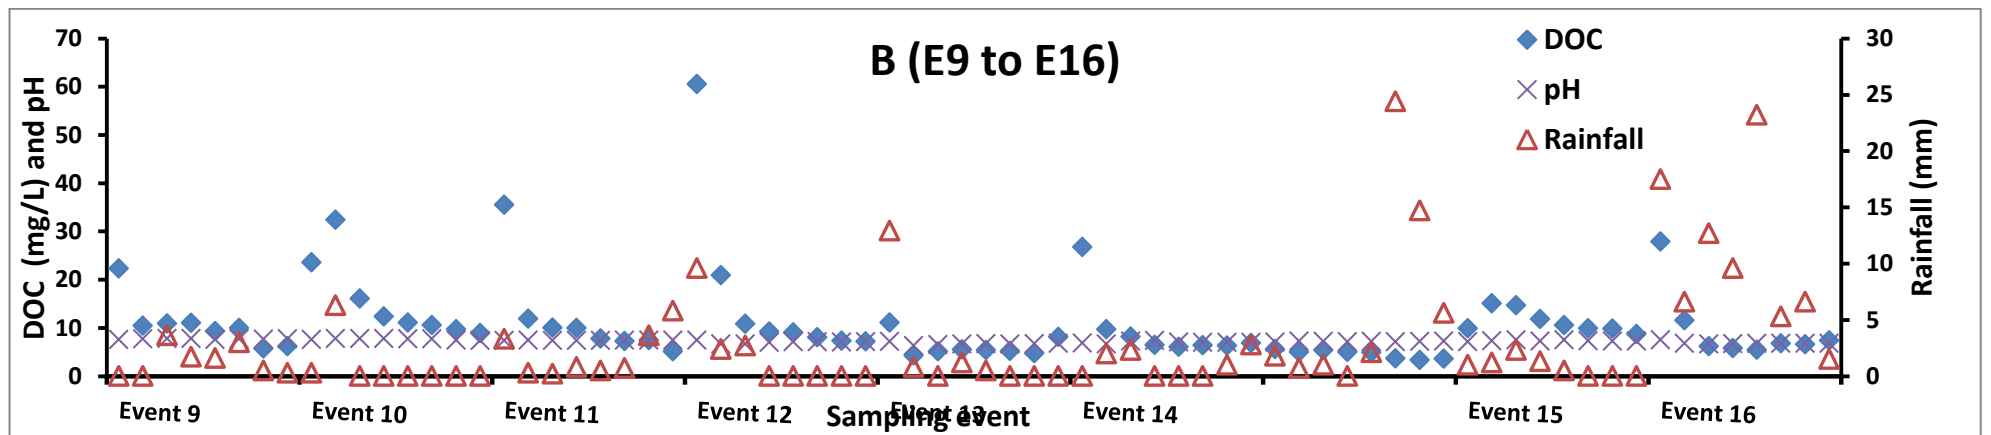 B (E9 to E16)
DOC
pH
Rainfall
70
60
50
40
30
20
10
0
DOC (mg/L) and pH
30
25
20
15
10
5
0
Rainfall (mm)
Event 9
Event 10
Event 11
Event 12
Event 13
Event 14
Event 15
Event 16
Sampling event